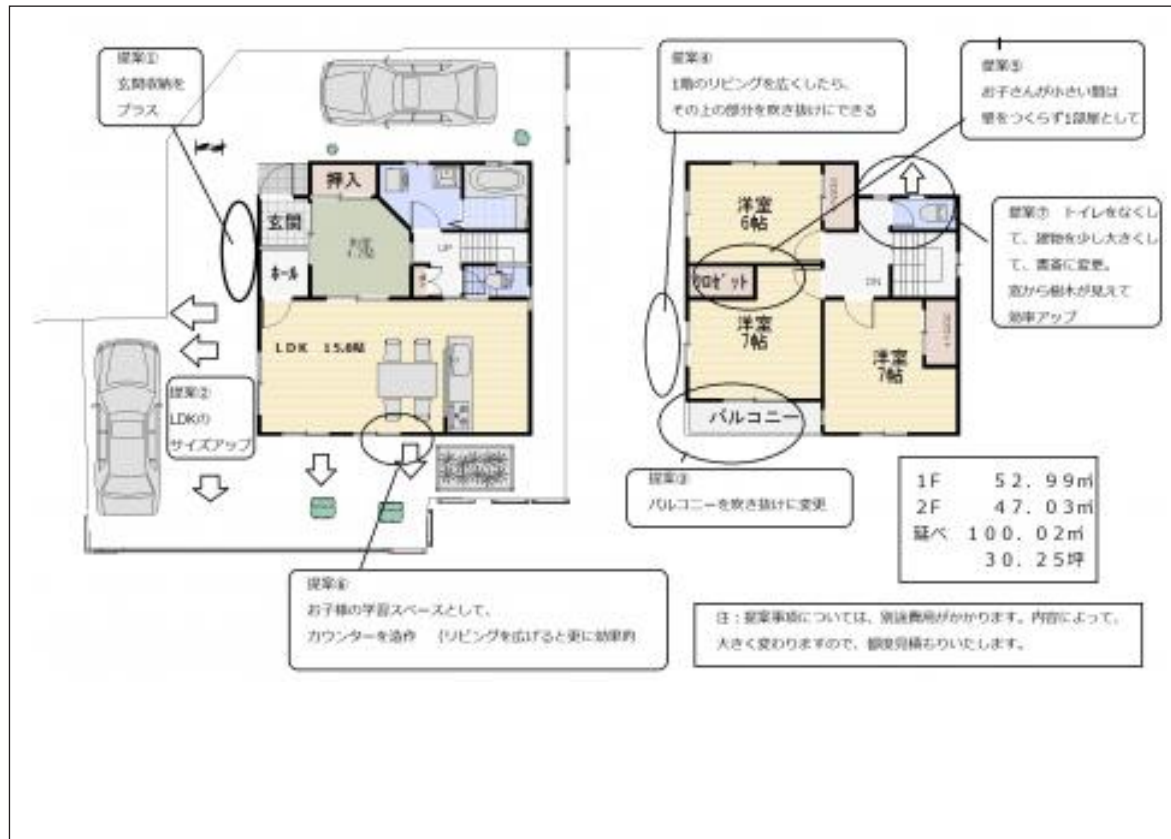 提案①
玄関収納を
プラス
提案④
1階のリビングを広くしたら、
その上の部分を吹き抜けにできる
提案⑤
お子さんが小さい間は
壁をつくらず1部屋として
押入
玄関
ホール
UP
LDK 15.0帖
提案②
LDKの
サイズアップ
洋室
6帖
クロゼット
洋室
7帖
DN
洋室
7帖
バルコニー
提案⑦ トイレをなくし
て、建物を少し大きくし
て、書斎に変更。
窓から樹木が見えて
効率アップ
提案③
バルコニーを吹き抜けに変更
1F 52.99㎡
2F 47.03㎡
延べ 100.02㎡
30.25坪
提案⑥
お子様の学習スペースとして、
カウンターを造作 (リビングを広げると更に効果的
注：提案事項については、別途費用がかかります。内容によって、
大きく変わりますので、都度見積もりいたします。